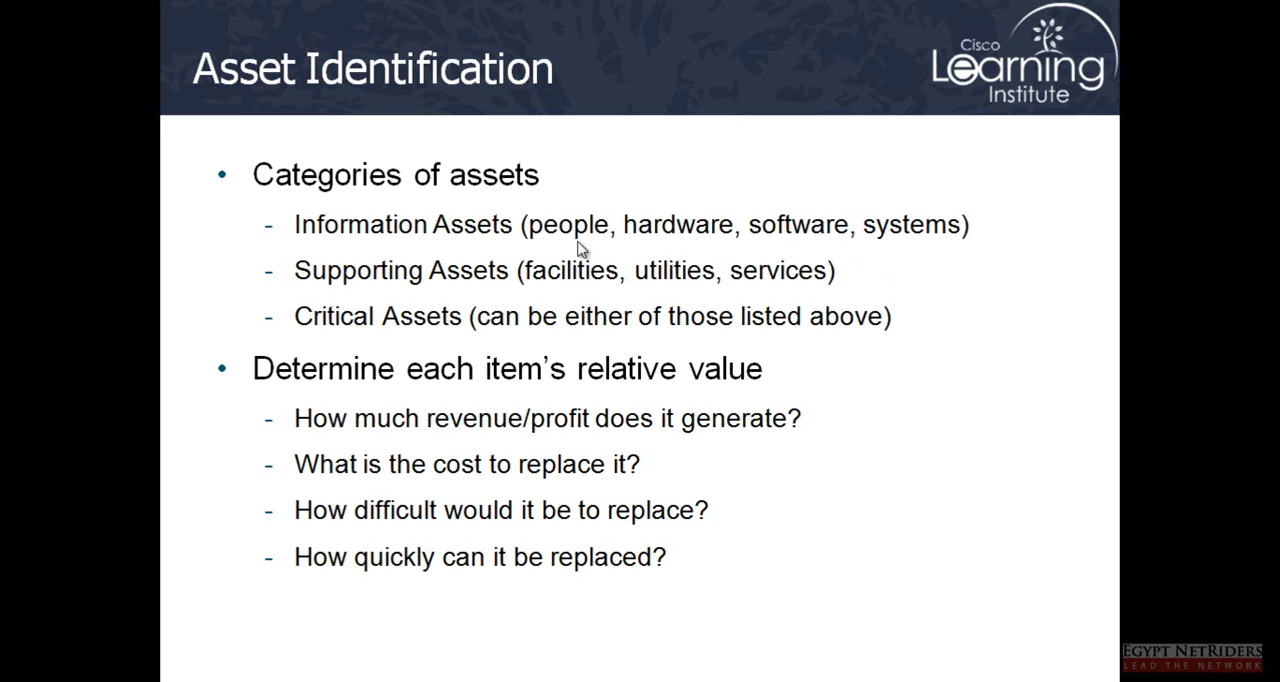 Asset Identification
Cisco
Learning
Institute
• Categories of assets
- Information Assets (people, hardware, software, systems)
- Supporting Assets (facilities, utilities, services)
- Critical Assets (can be either of those listed above)
• Determine each item’s relative value
- How much revenue/profit does it generate?
- What is the cost to replace it?
- How difficult would it be to replace?
- How quickly can it be replaced?
EGYPT NETRIDERS
LEAD THE NETWORK